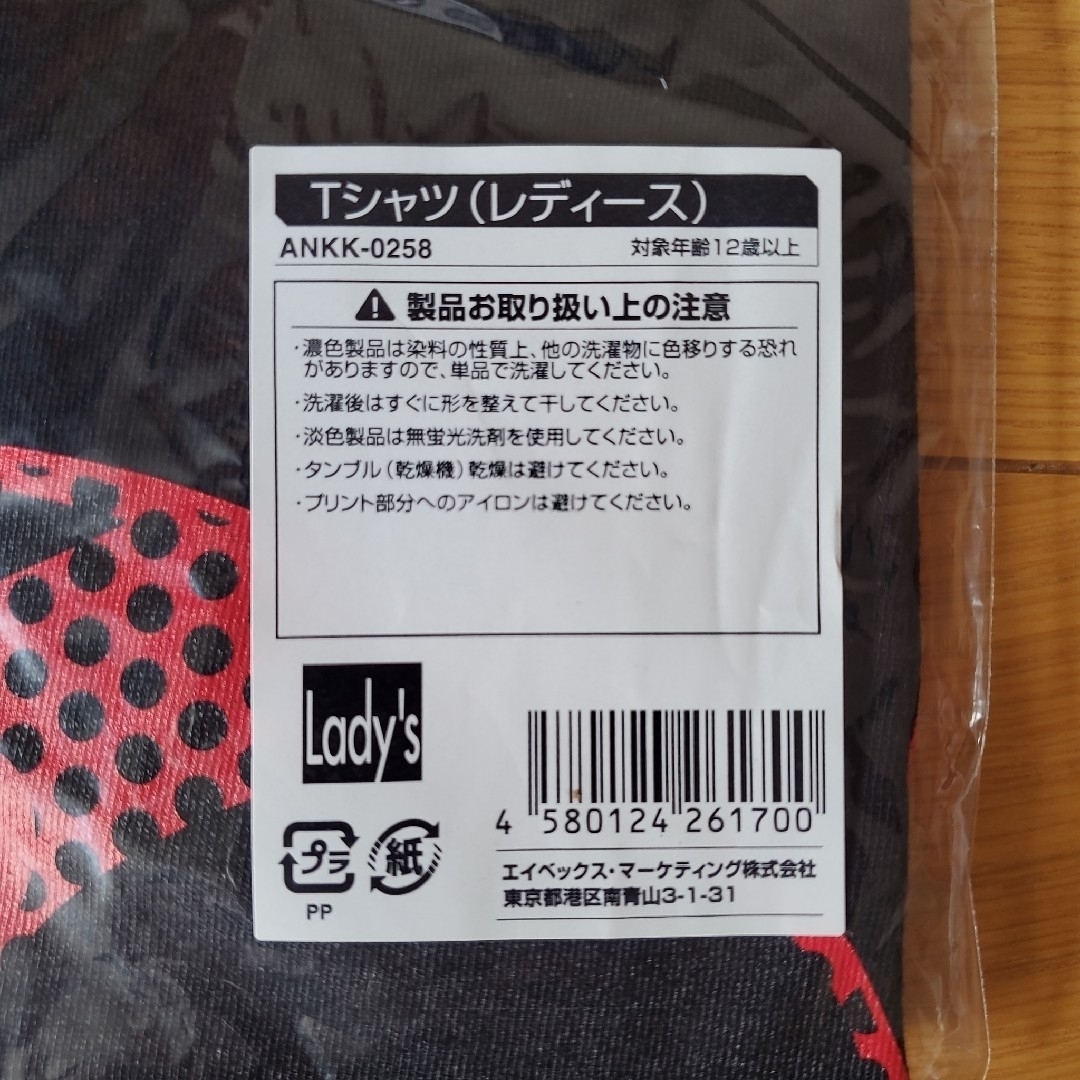 Tシャツ(レディース)
ANKK-0258 対象年齢12歳以上
製品お取り扱い上の注意
・濃色製品は染料の性質上、他の洗濯物に色移りする恐れ
がありますので、単品で洗濯してください。
・洗濯後はすぐに形を整えて干してください。
・淡色製品は無蛍光洗剤を使用してください。
・タンブル(乾燥機)乾燥は避けてください。
・プリント部分へのアイロンは避けてください。
Lady's
4 580124 261700
プラ 紙
PP
エイベックス・マーケティング株式会社
東京都港区南青山3-1-31